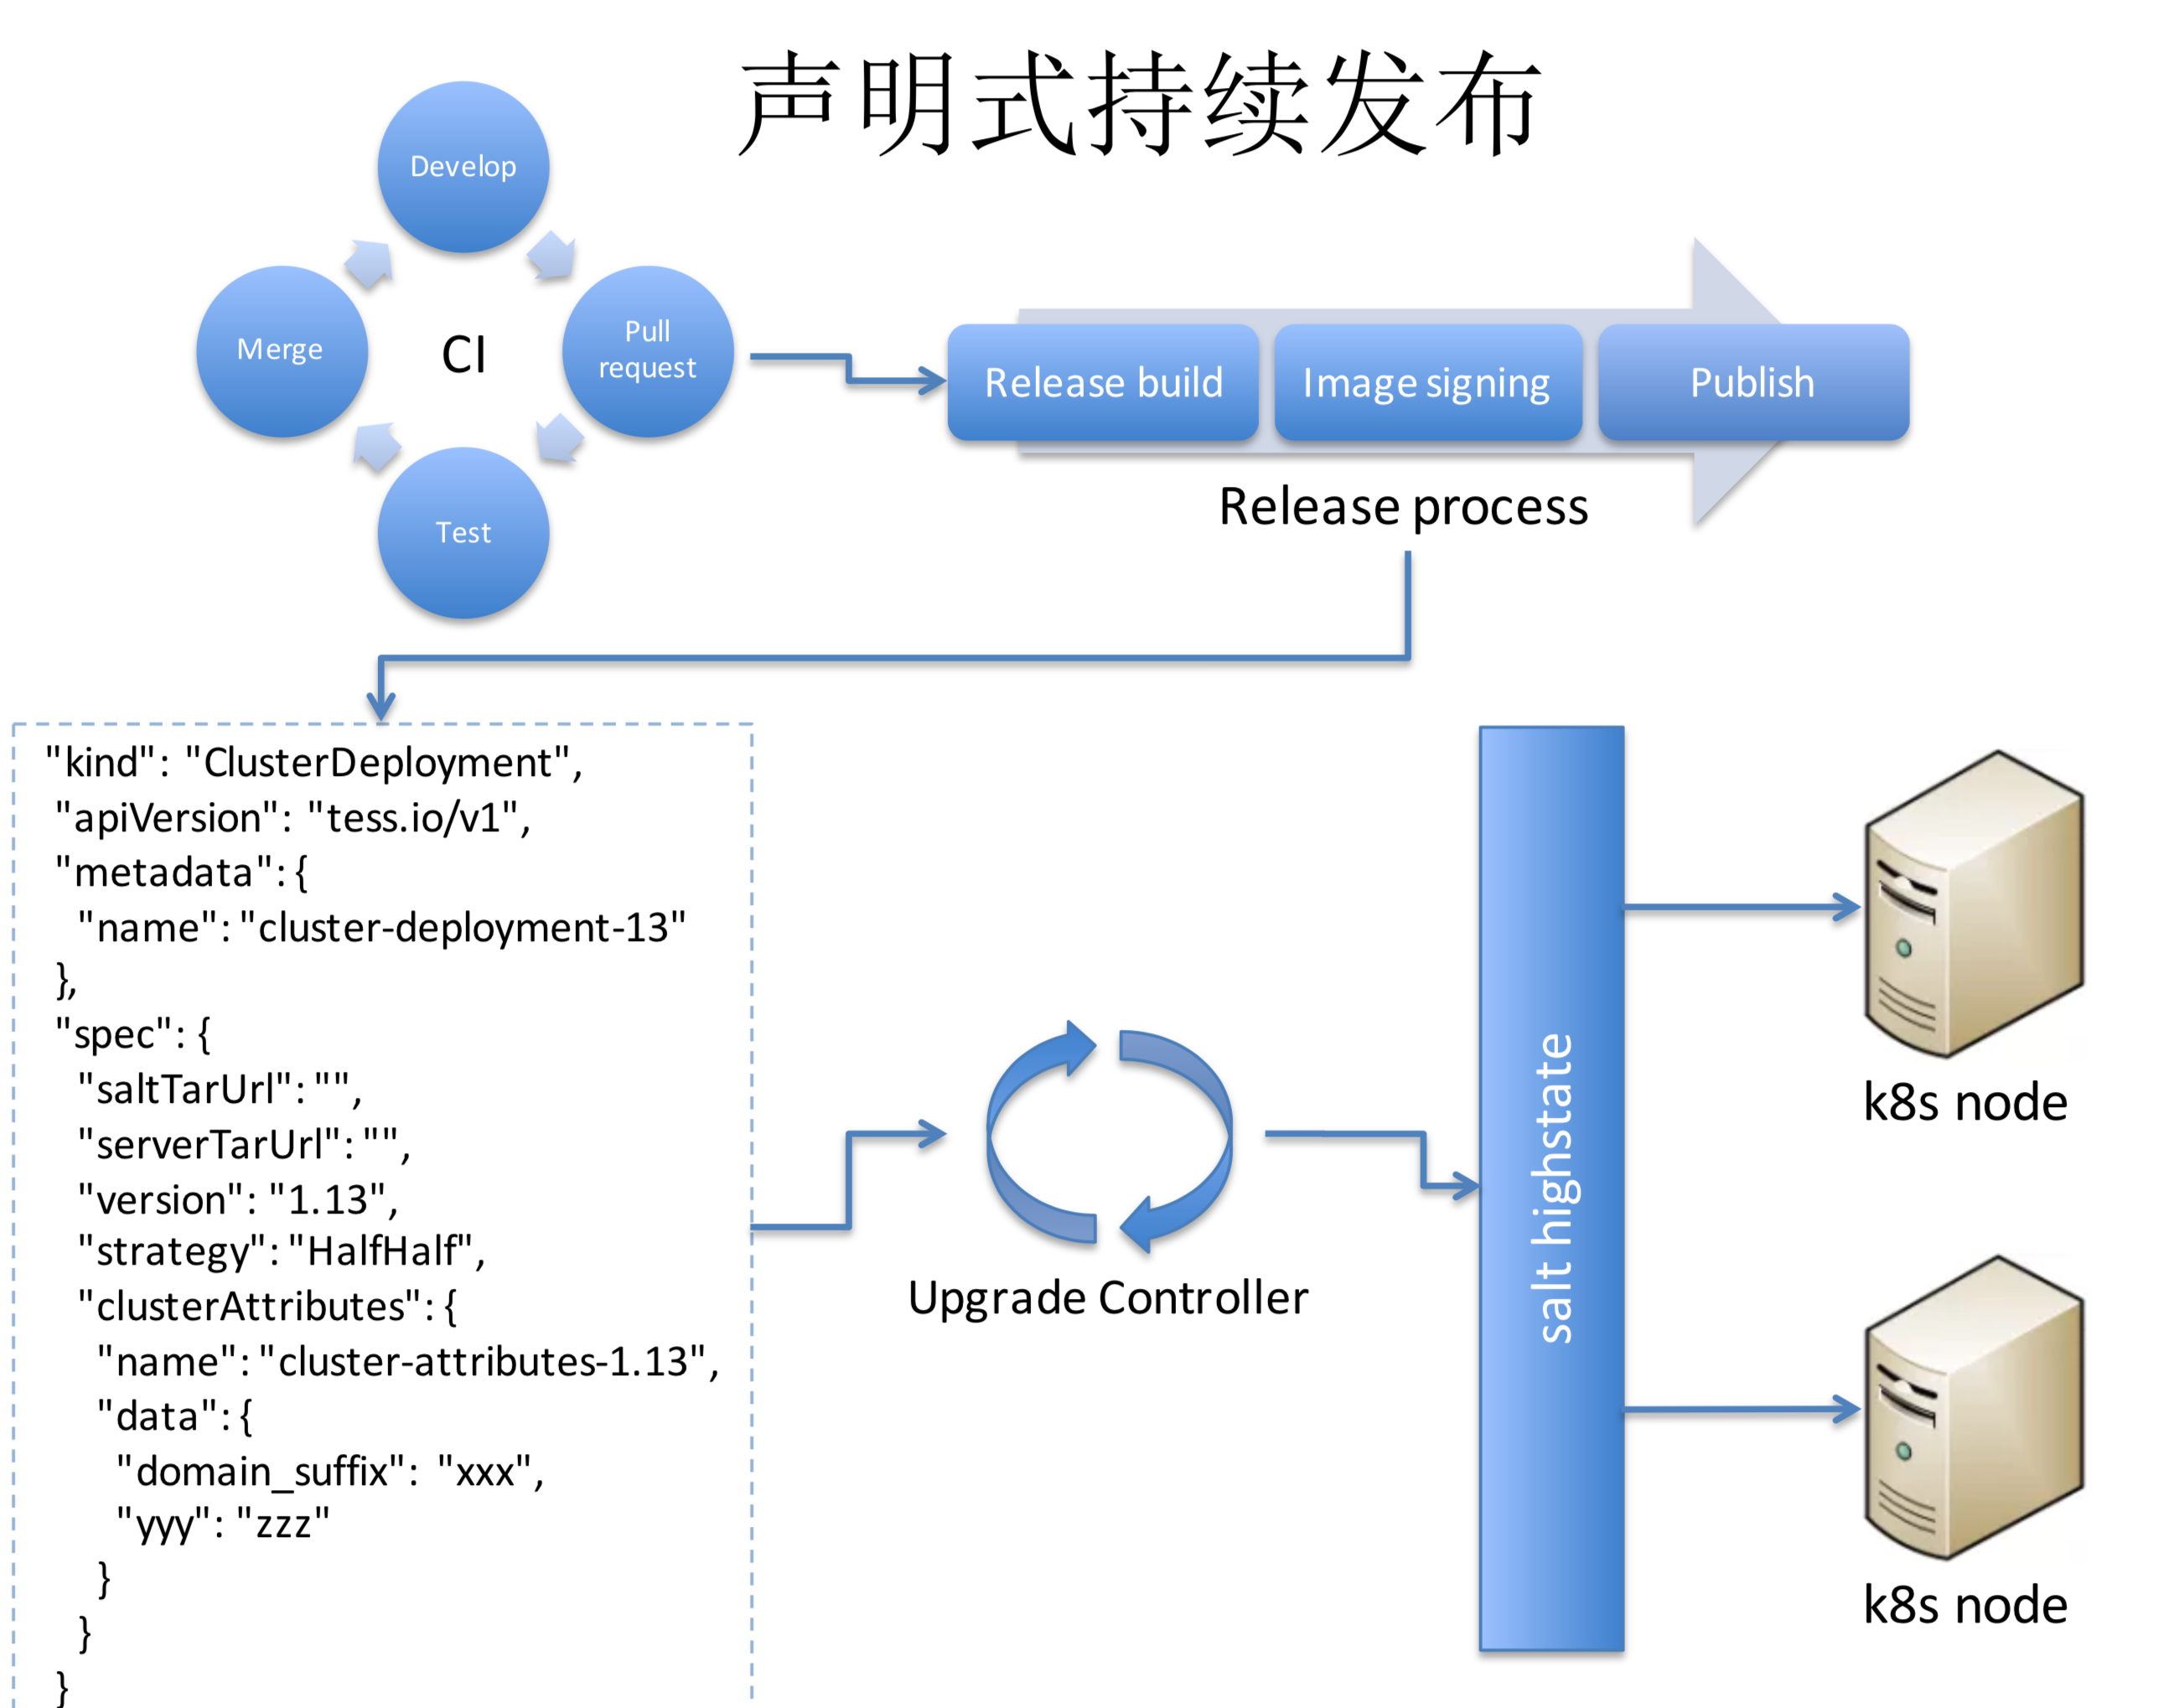 声明式持续发布
Develop
Pull
request
Merge
CI
Test
Release build
Image signing
Publish
Release process
"kind": "ClusterDeployment",
"apiVersion": "tess.io/v1",
"metadata": {
"name": "cluster-deployment-13"
},
"spec": {
"saltTarUrl": "",
"serverTarUrl": "",
"version": "1.13",
"strategy": "HalfHalf",
"clusterAttributes": {
"name": "cluster-attributes-1.13",
"data": {
"domain_suffix": "xxx",
"yyy": "zzz"
}
}
}
Upgrade Controller
salt highstate
k8s node
k8s node